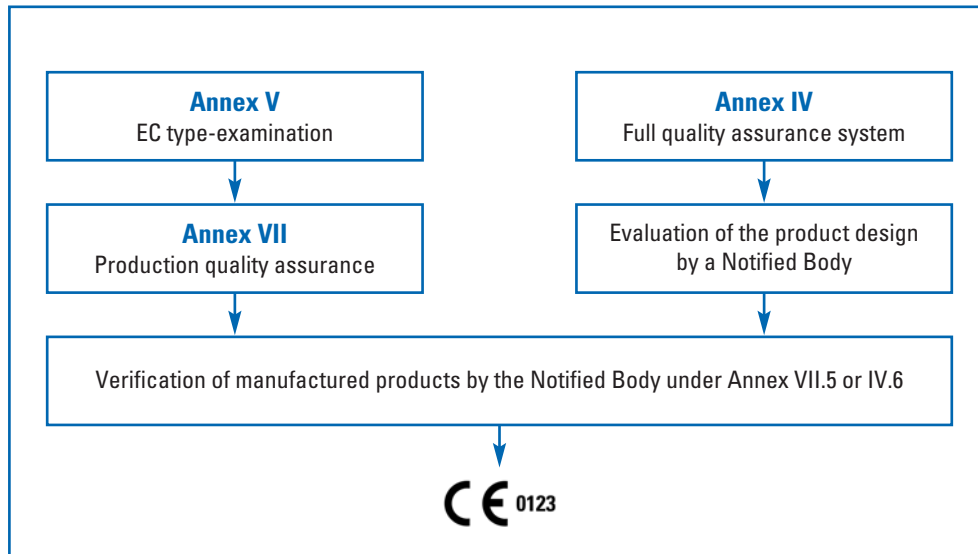 Annex V
EC type-examination
Annex IV
Full quality assurance system
Annex VII
Production quality assurance
Evaluation of the product design
by a Notified Body
Verification of manufactured products by the Notified Body under Annex VII.5 or IV.6
CE 0123